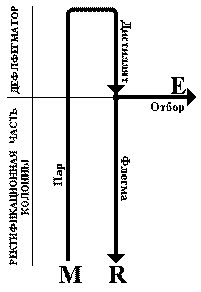 ДЕФЛЕГМАТОР
Дистиллят
E
Отбор
РЕКТИФИКАЦИОННАЯ ЧАСТЬ
КОЛОННЫ
Пар
Флегма
M
R